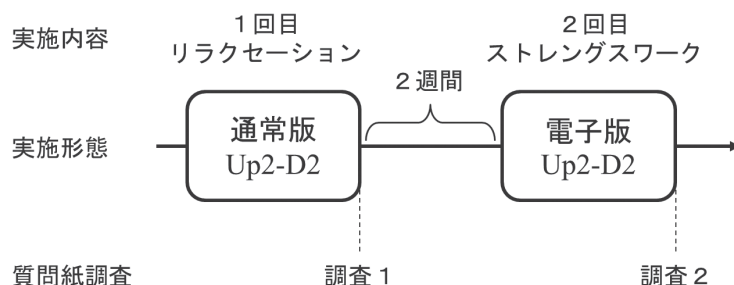 実施内容
1回目
リラクセーション
2回目
ストレングスワーク
2週間
実施形態
通常版
Up2-D2
電子版
Up2-D2
質問紙調査
調査1
調査2